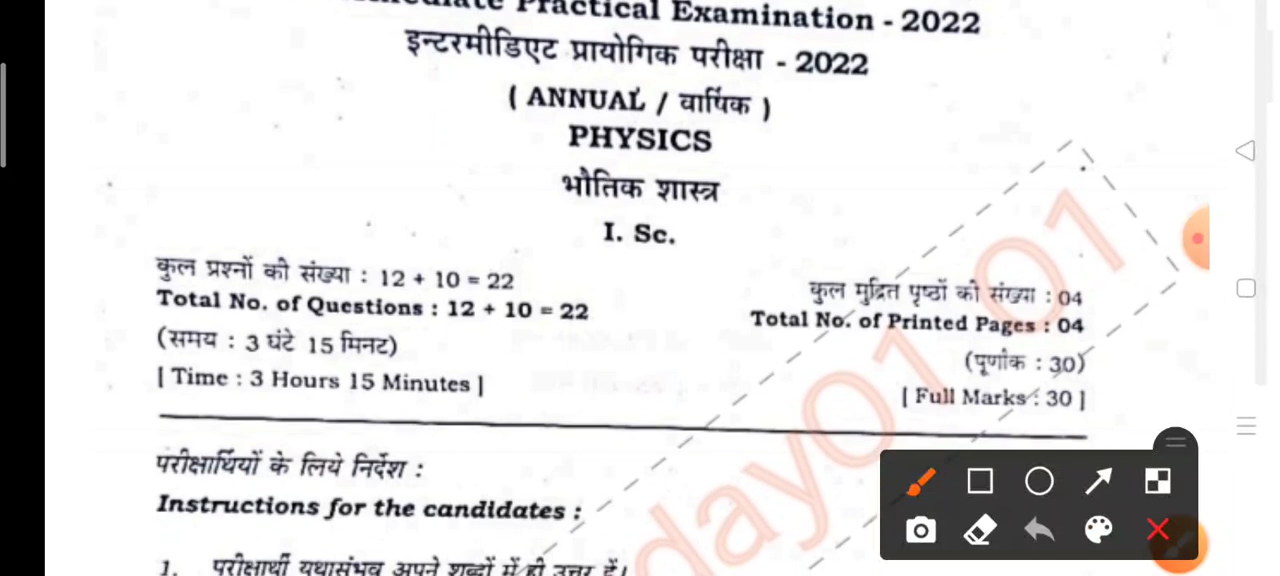 Practical Examination - 2022
इन्टरमीडिएट प्रायोगिक परीक्षा - 2022
( ANNUAL / वार्षिक )
PHYSICS
भौतिक शास्त्र
I. Sc.
कुल प्रश्नों की संख्या : 12 + 10 = 22
Total No. of Questions : 12 + 10 = 22
(समय : 3 घंटे 15 मिनट)
[ Time : 3 Hours 15 Minutes ]
कुल मुद्रित पृष्ठों की संख्या : 04
Total No. of Printed Pages : 04
(पूर्णांक : 30)
[ Full Marks : 30 ]
परीक्षार्थियों के लिये निर्देश :
Instructions for the candidates :
1. परीक्षार्थी यथासंभव अपने शब्दों में ही उत्तर दें।
day01 01